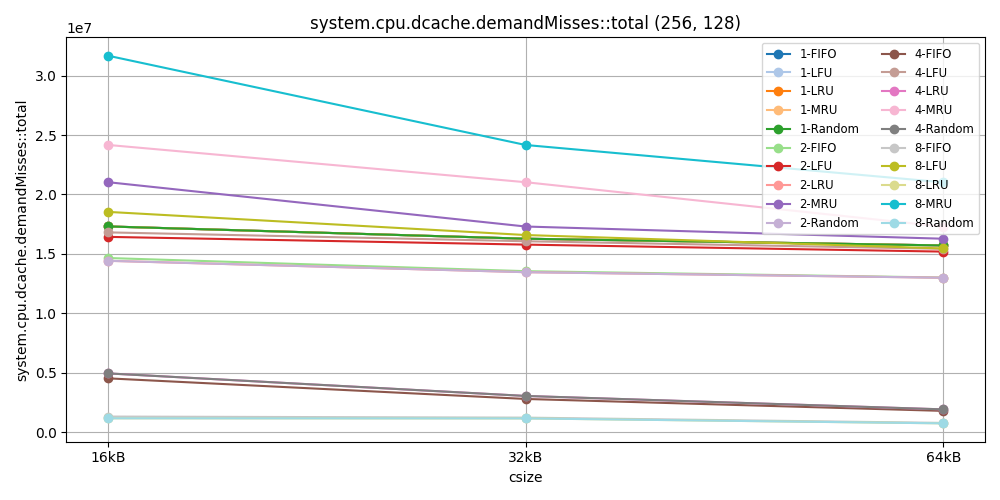 system.cpu.dcache.demandMisses::total (256, 128)
1e7
3.0
2.5
2.0
1.5
1.0
0.5
0.0
system.cpu.dcache.demandMisses::total
1-FIFO
1-LFU
1-LRU
1-MRU
1-Random
2-FIFO
2-LFU
2-LRU
2-MRU
2-Random
4-FIFO
4-LFU
4-LRU
4-MRU
4-Random
8-FIFO
8-LFU
8-LRU
8-MRU
8-Random
16kB
32kB
64kB
csize